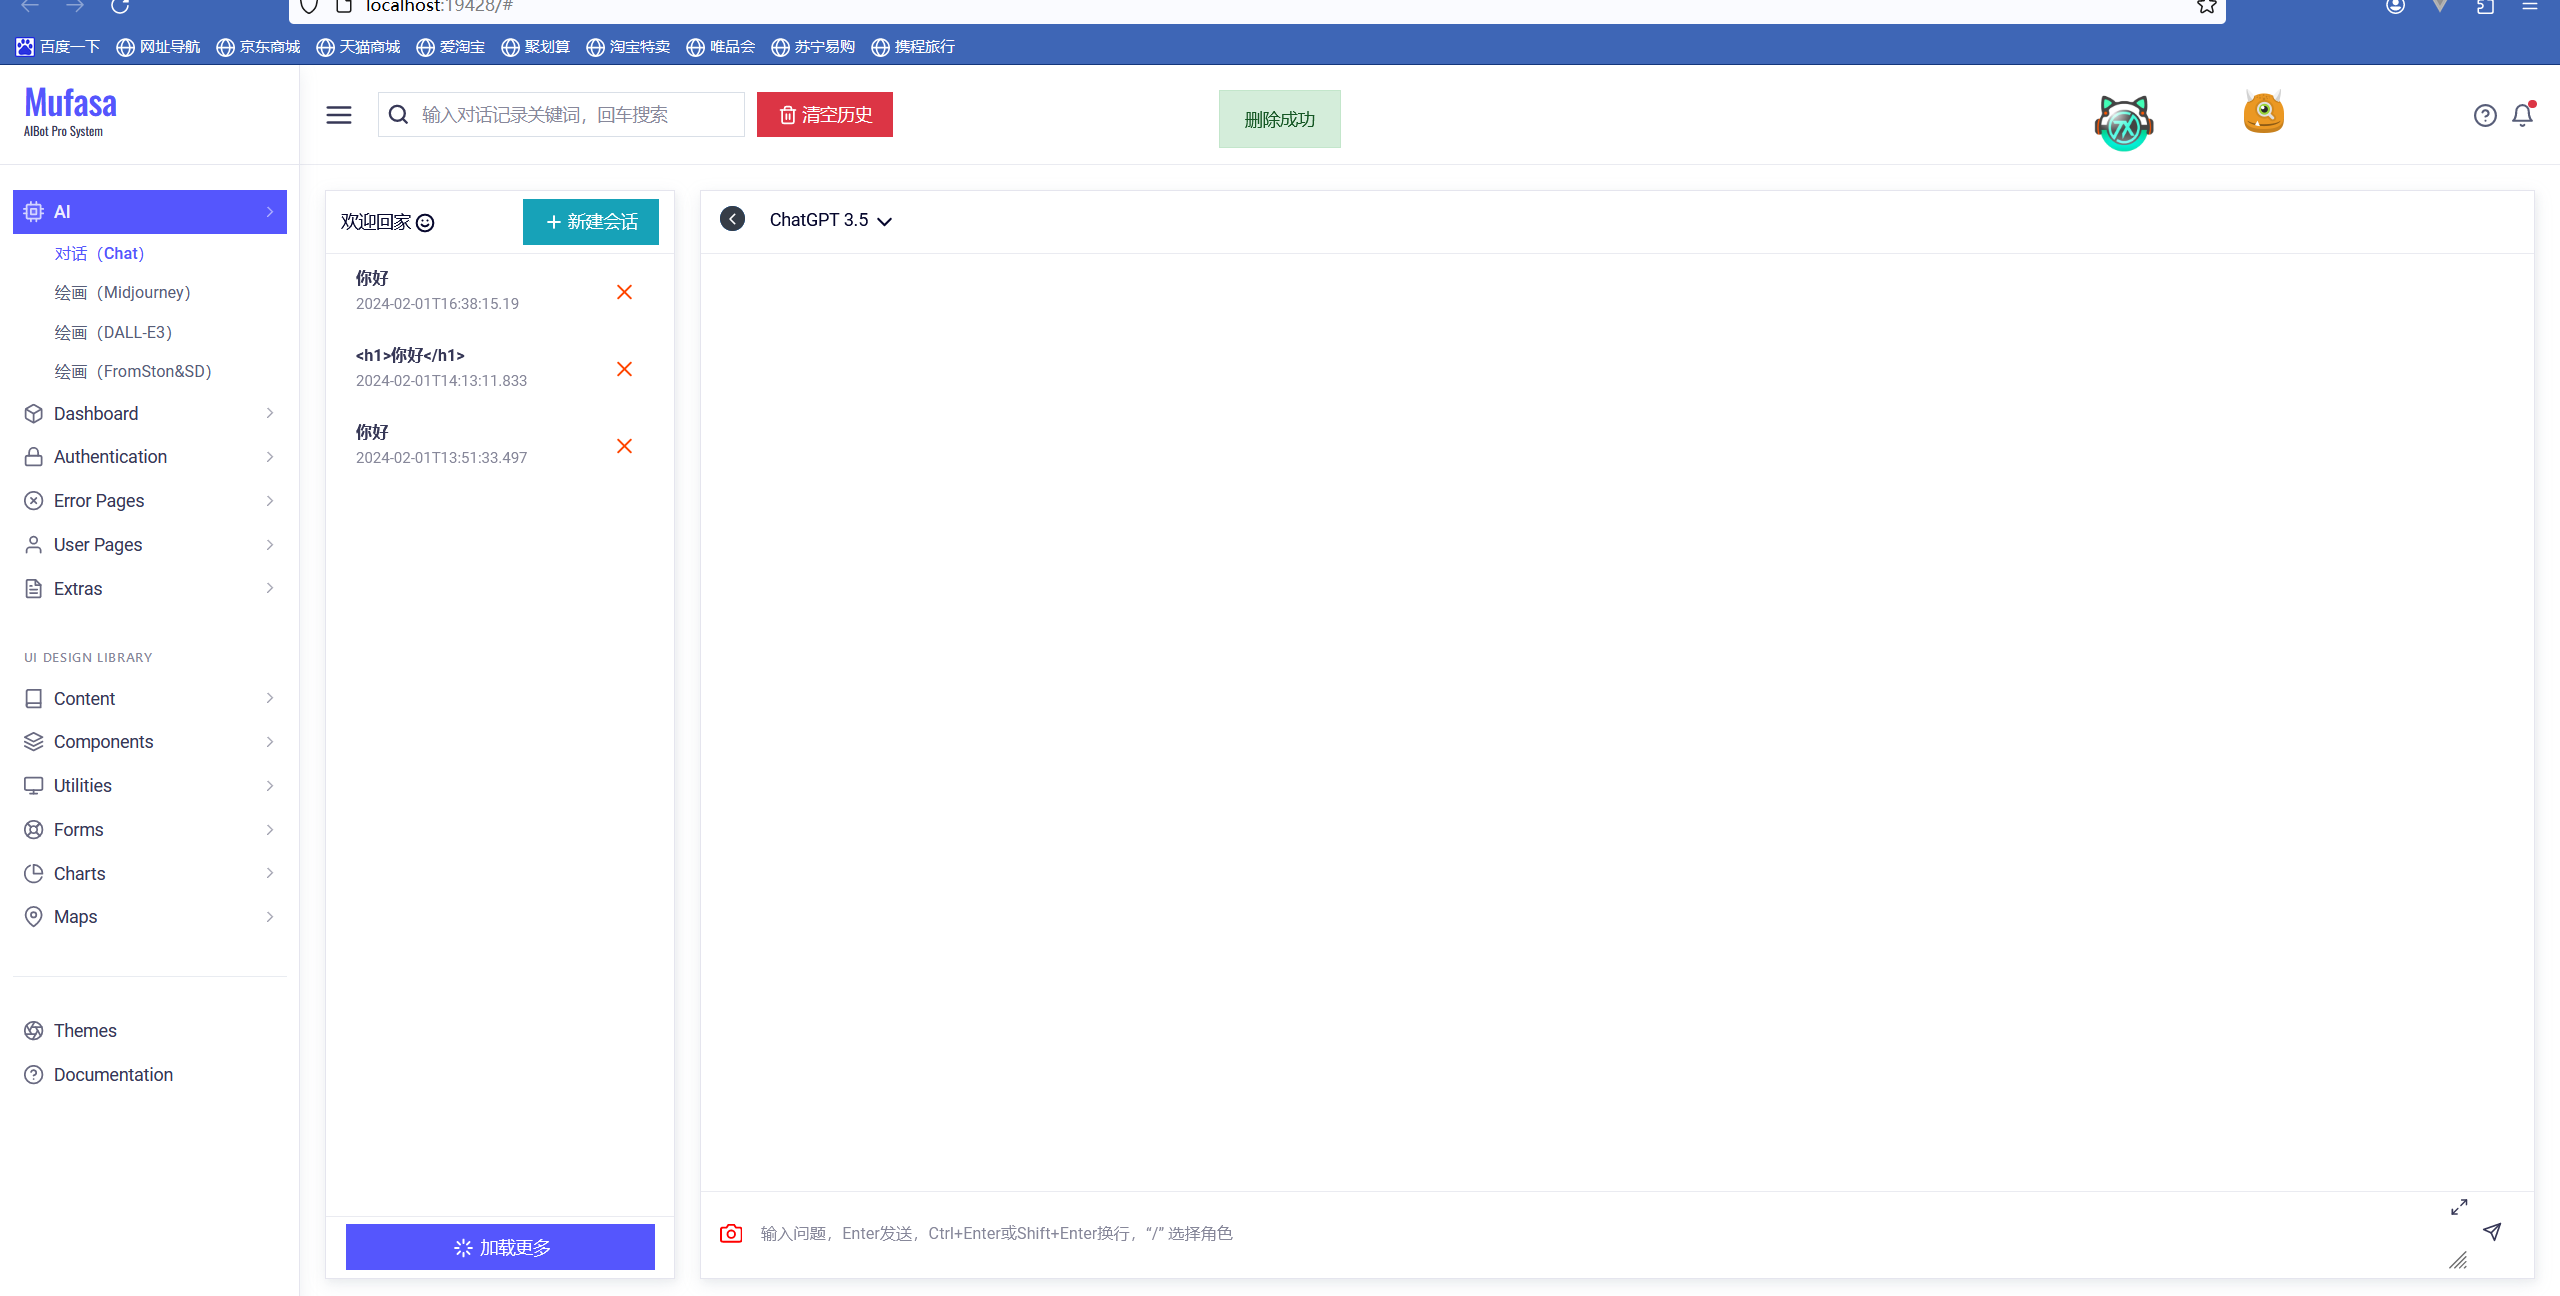 localhost:19428/#
百度一下 网址导航 京东商城 天猫商城 爱淘宝 聚划算 淘宝特卖 唯品会 苏宁易购 携程旅行
Mufasa
AIBot Pro System
输入对话记录关键词，回车搜索
清空历史
删除成功
AI
对话（Chat）
绘画（Midjourney）
绘画（DALL-E3）
绘画（FromSton&SD）
Dashboard
Authentication
Error Pages
User Pages
Extras
UI DESIGN LIBRARY
Content
Components
Utilities
Forms
Charts
Maps
Themes
Documentation
欢迎回家
新建会话
你好
2024-02-01T16:38:15.19
<h1>你好</h1>
2024-02-01T14:13:11.833
你好
2024-02-01T13:51:33.497
加载更多
ChatGPT 3.5
输入问题，Enter发送，Ctrl+Enter或Shift+Enter换行，“/” 选择角色